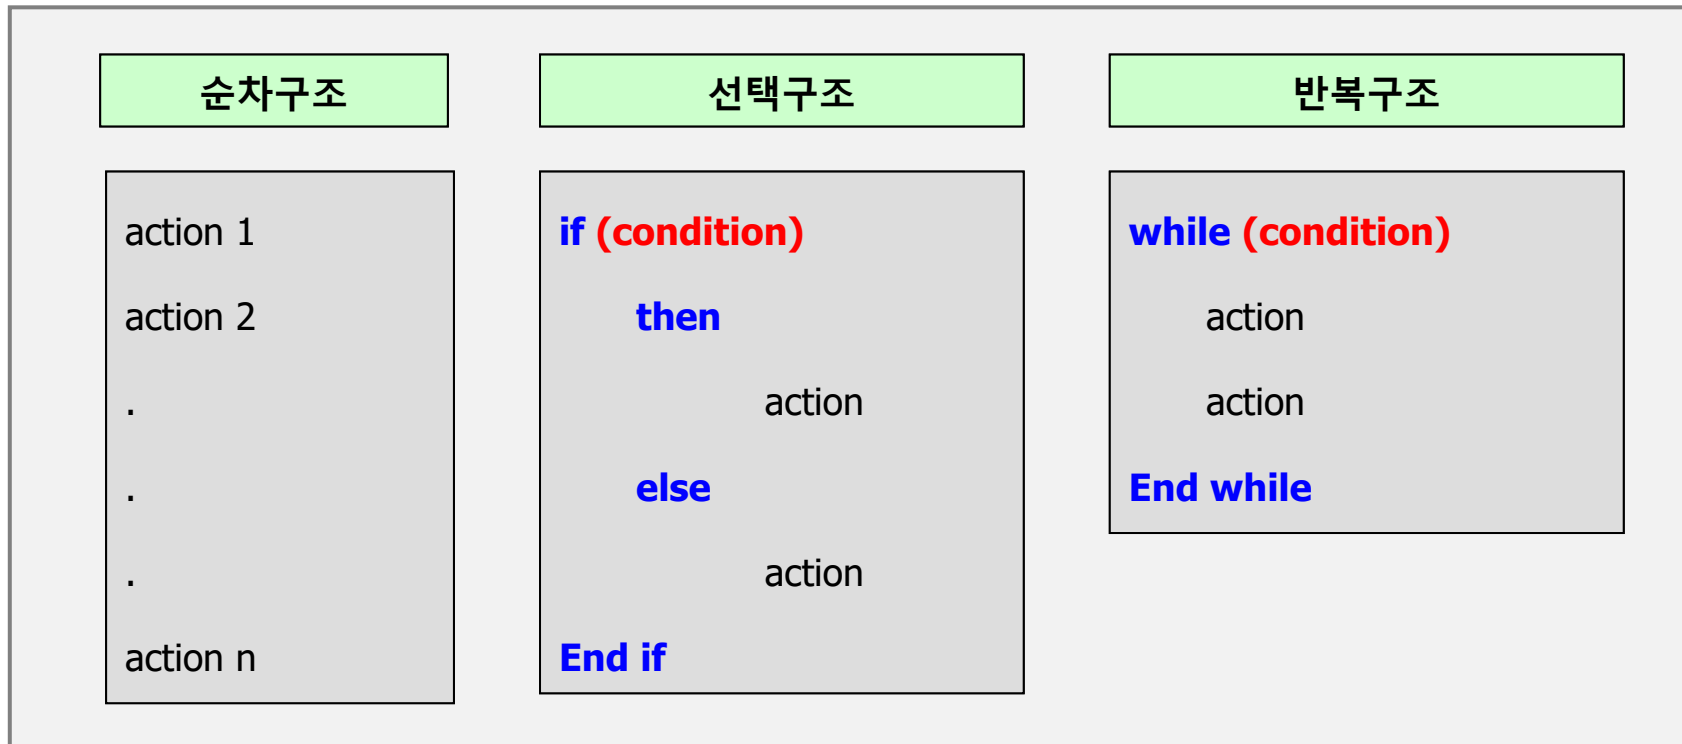 순차구조
action 1
action 2
.
.
.
action n
선택구조
if (condition)
then
action
else
action
End if
반복구조
while (condition)
action
action
End while